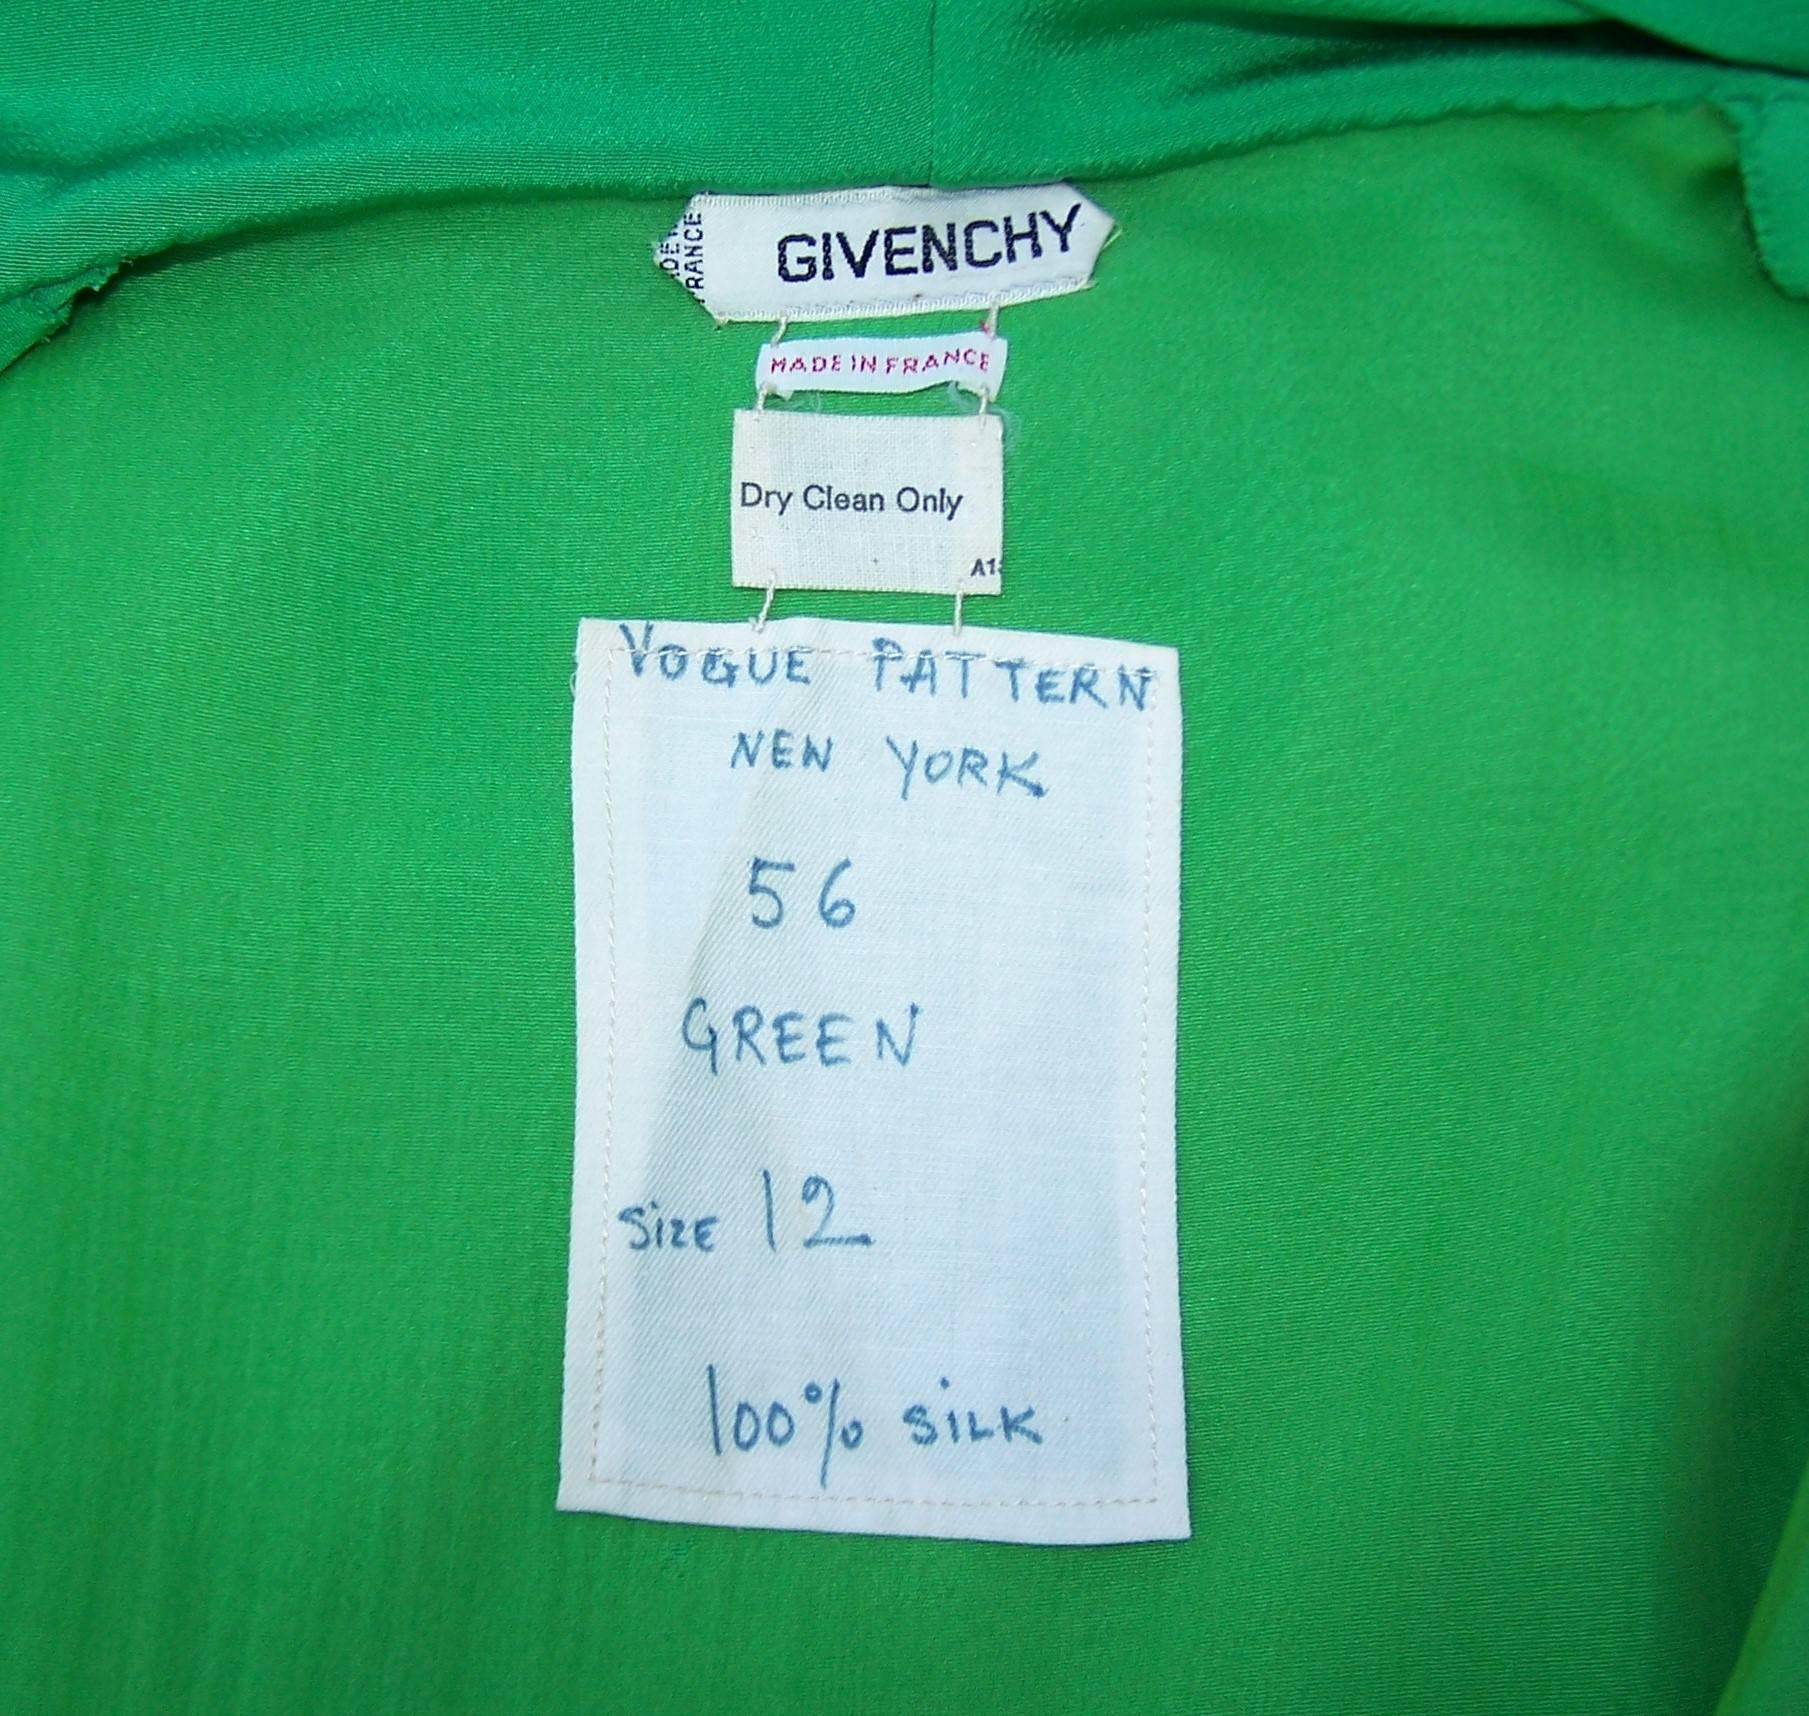 GIVENCHY
MADE IN FRANCE
Dry Clean Only
VOGUE PATTERN
NEW YORK
56
GREEN
SIZE 12
100% SILK